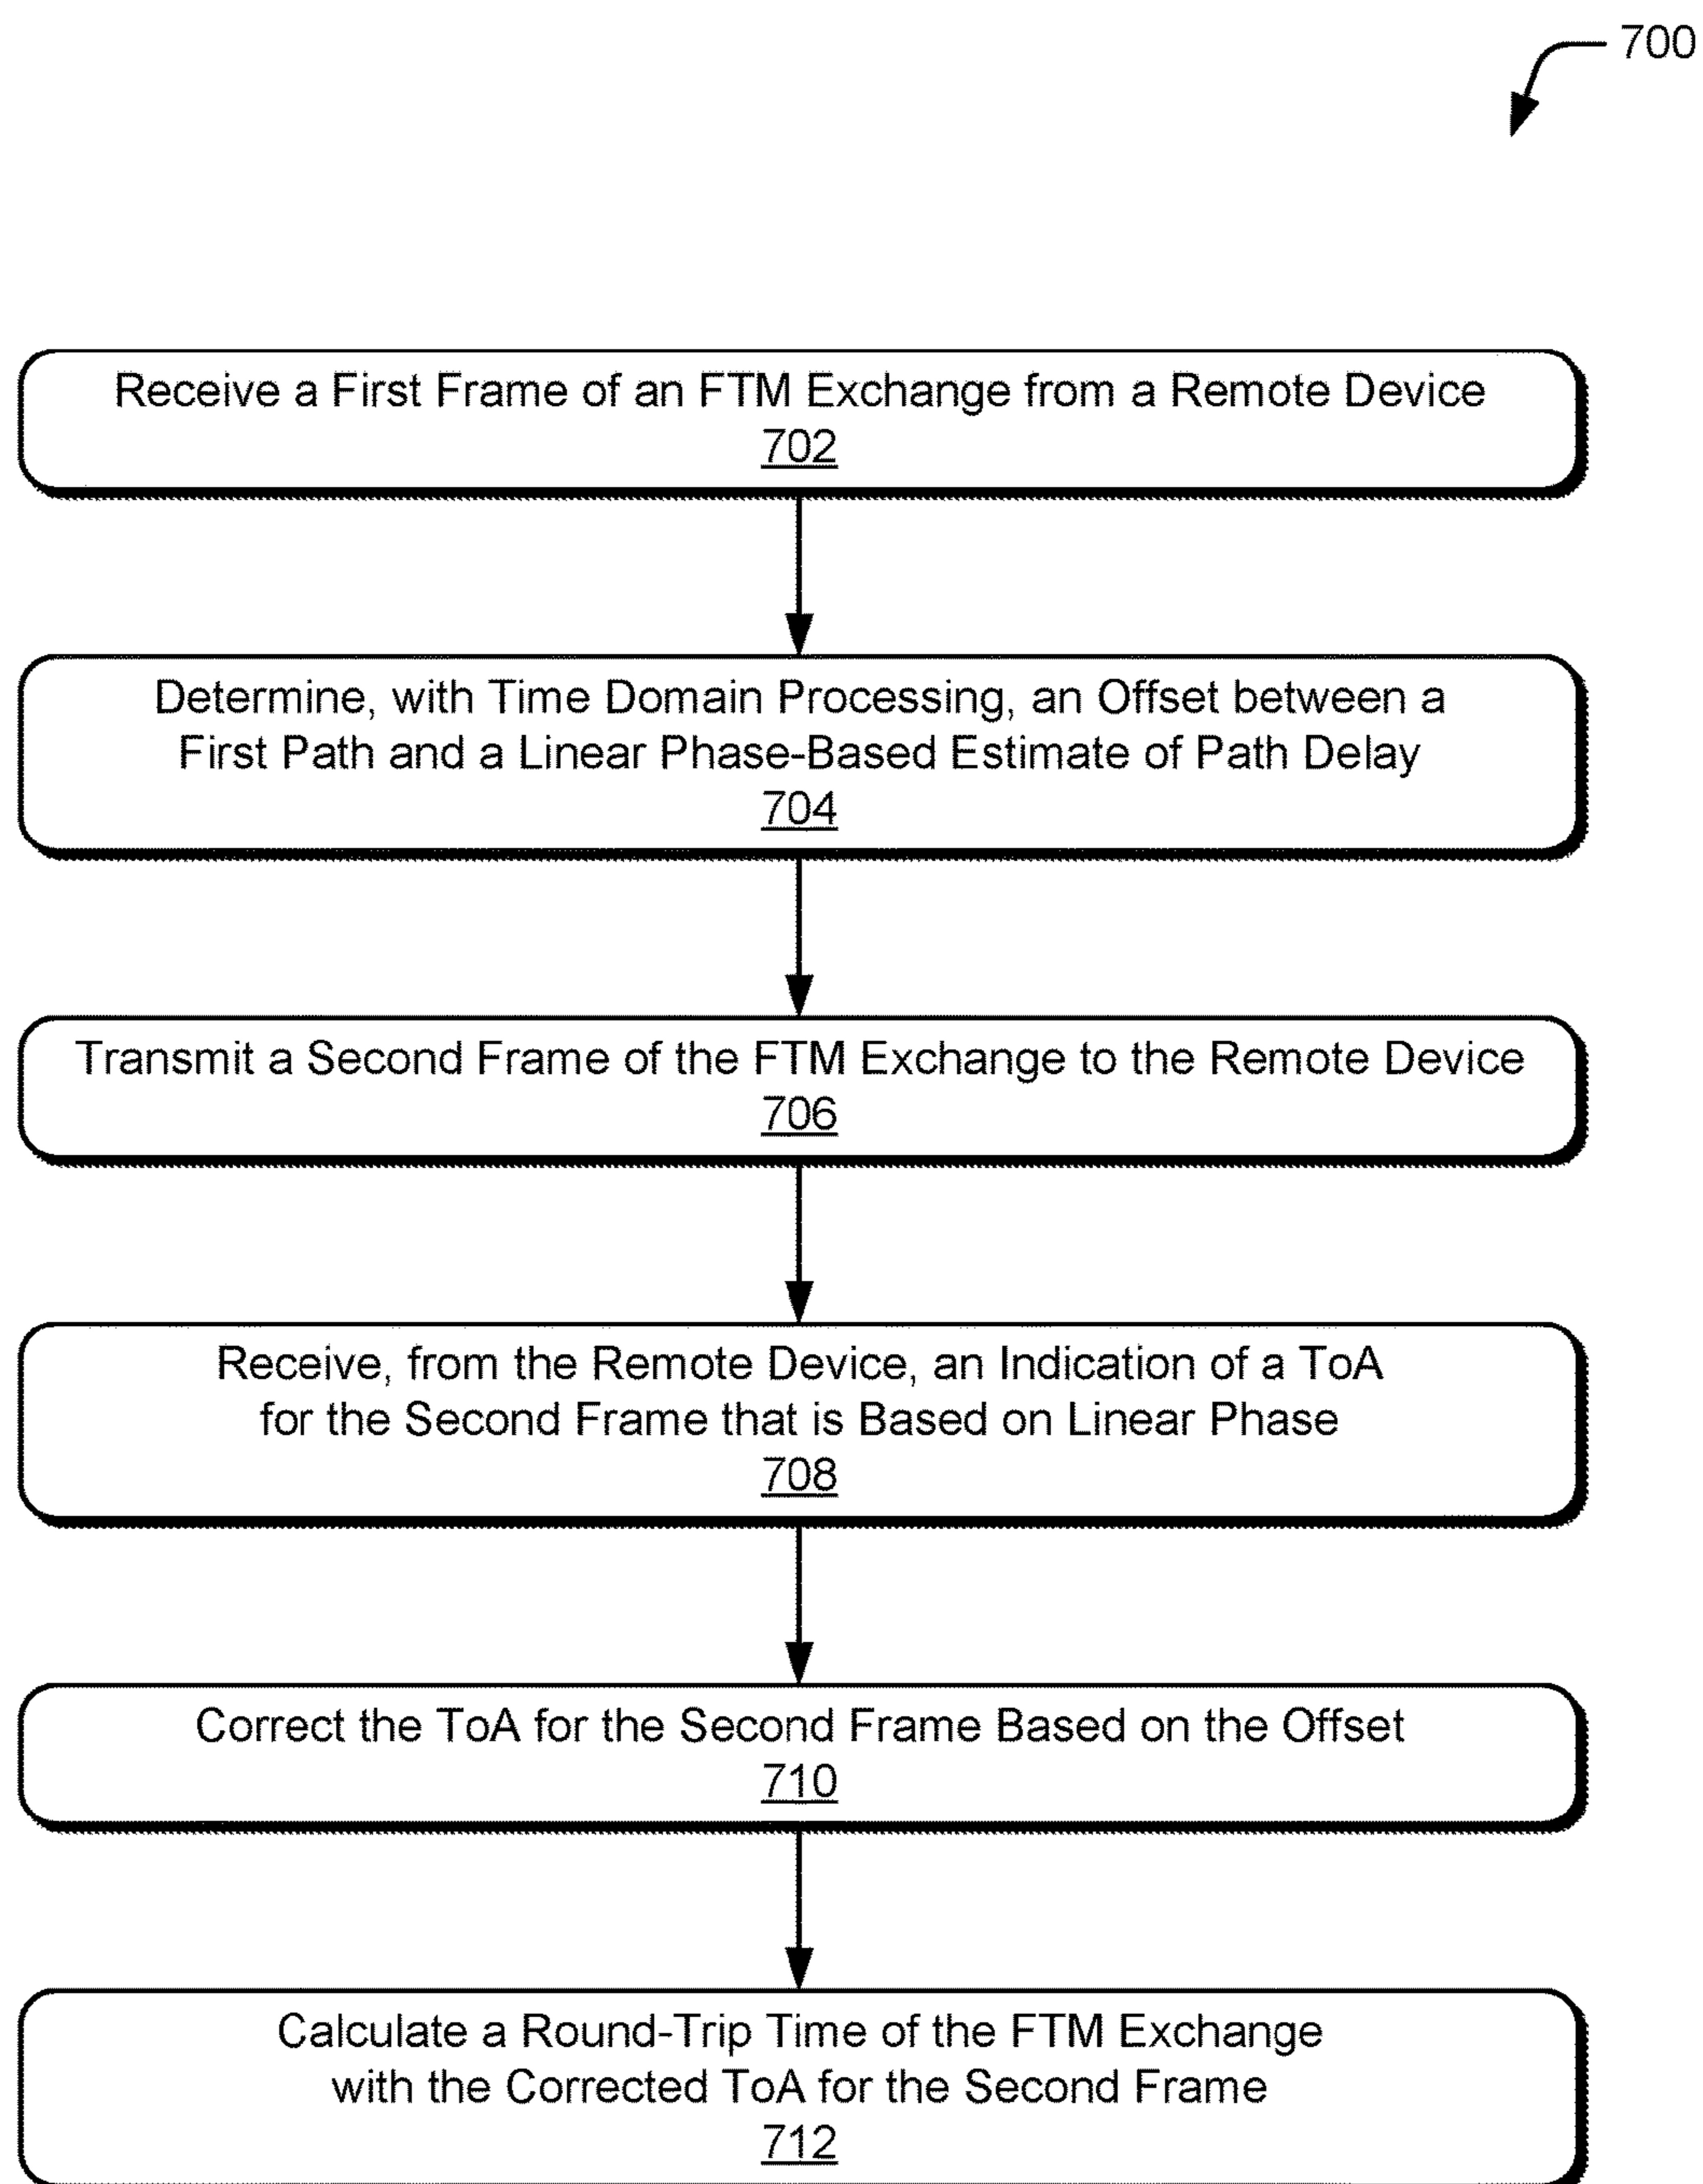 700
Receive a First Frame of an FTM Exchange from a Remote Device
702
Determine, with Time Domain Processing, an Offset between a
First Path and a Linear Phase-Based Estimate of Path Delay
704
Transmit a Second Frame of the FTM Exchange to the Remote Device
706
Receive, from the Remote Device, an Indication of a ToA
for the Second Frame that is Based on Linear Phase
708
Correct the ToA for the Second Frame Based on the Offset
710
Calculate a Round-Trip Time of the FTM Exchange
with the Corrected ToA for the Second Frame
712